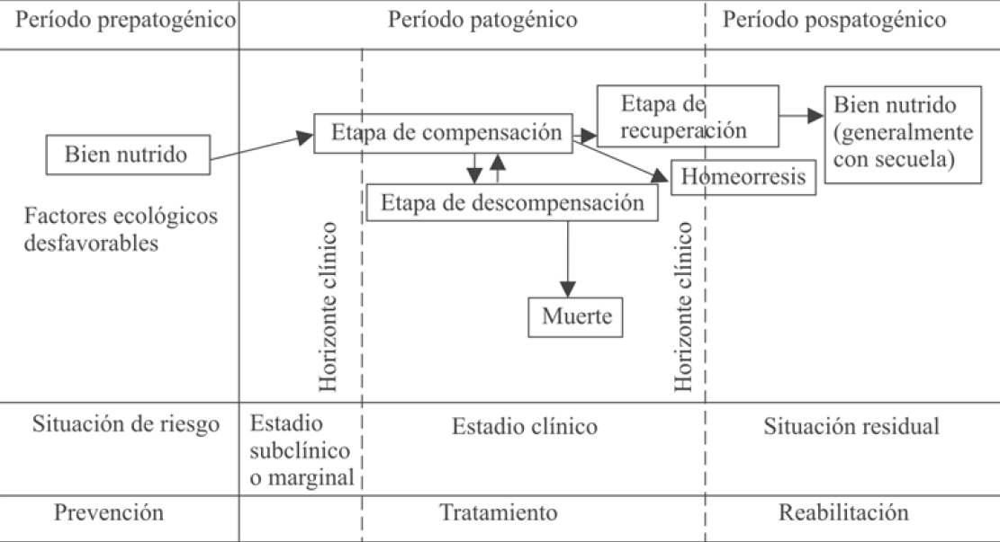 Período prepatogénico
Período patogénico
Período pospatogénico
Etapa de
recuperación
Bien nutrido
(generalmente
con secuela)
Etapa de compensación
Bien nutrido
Homeorresis
Etapa de descompensación
Factores ecológicos
desfavorables
Horizonte clínico
Horizonte clínico
Muerte
Situación de riesgo
Estadio
subclínico
o marginal
Estadio clínico
Situación residual
Prevención
Tratamiento
Reabilitación